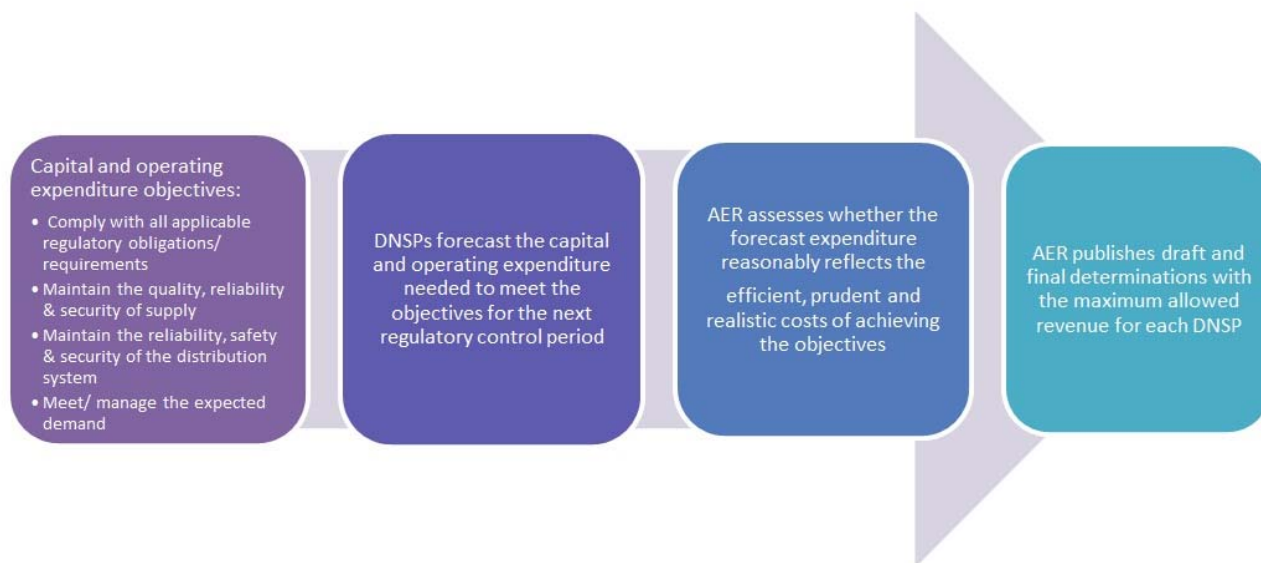 Capital and operating
expenditure objectives:
• Comply with all applicable
regulatory obligations/
requirements
• Maintain the quality, reliability
& security of supply
• Maintain the reliability, safety
& security of the distribution
system
• Meet/ manage the expected
demand
DNSPs forecast the capital
and operating expenditure
needed to meet the
objectives for the next
regulatory control period
AER assesses whether the
forecast expenditure
reasonably reflects the
efficient, prudent and
realistic costs of achieving
the objectives
AER publishes draft and
final determinations with
the maximum allowed
revenue for each DNSP